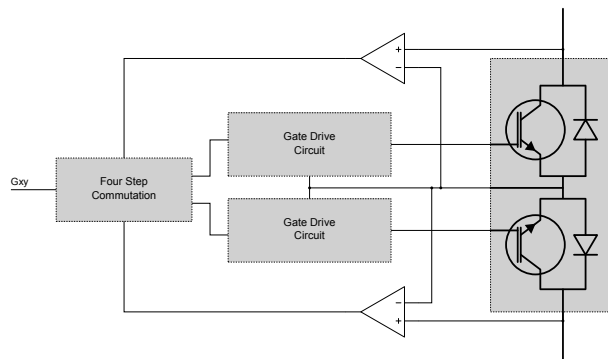 +
−
Gate Drive
Circuit
Gxy
Four Step
Commutation
Gate Drive
Circuit
−
+